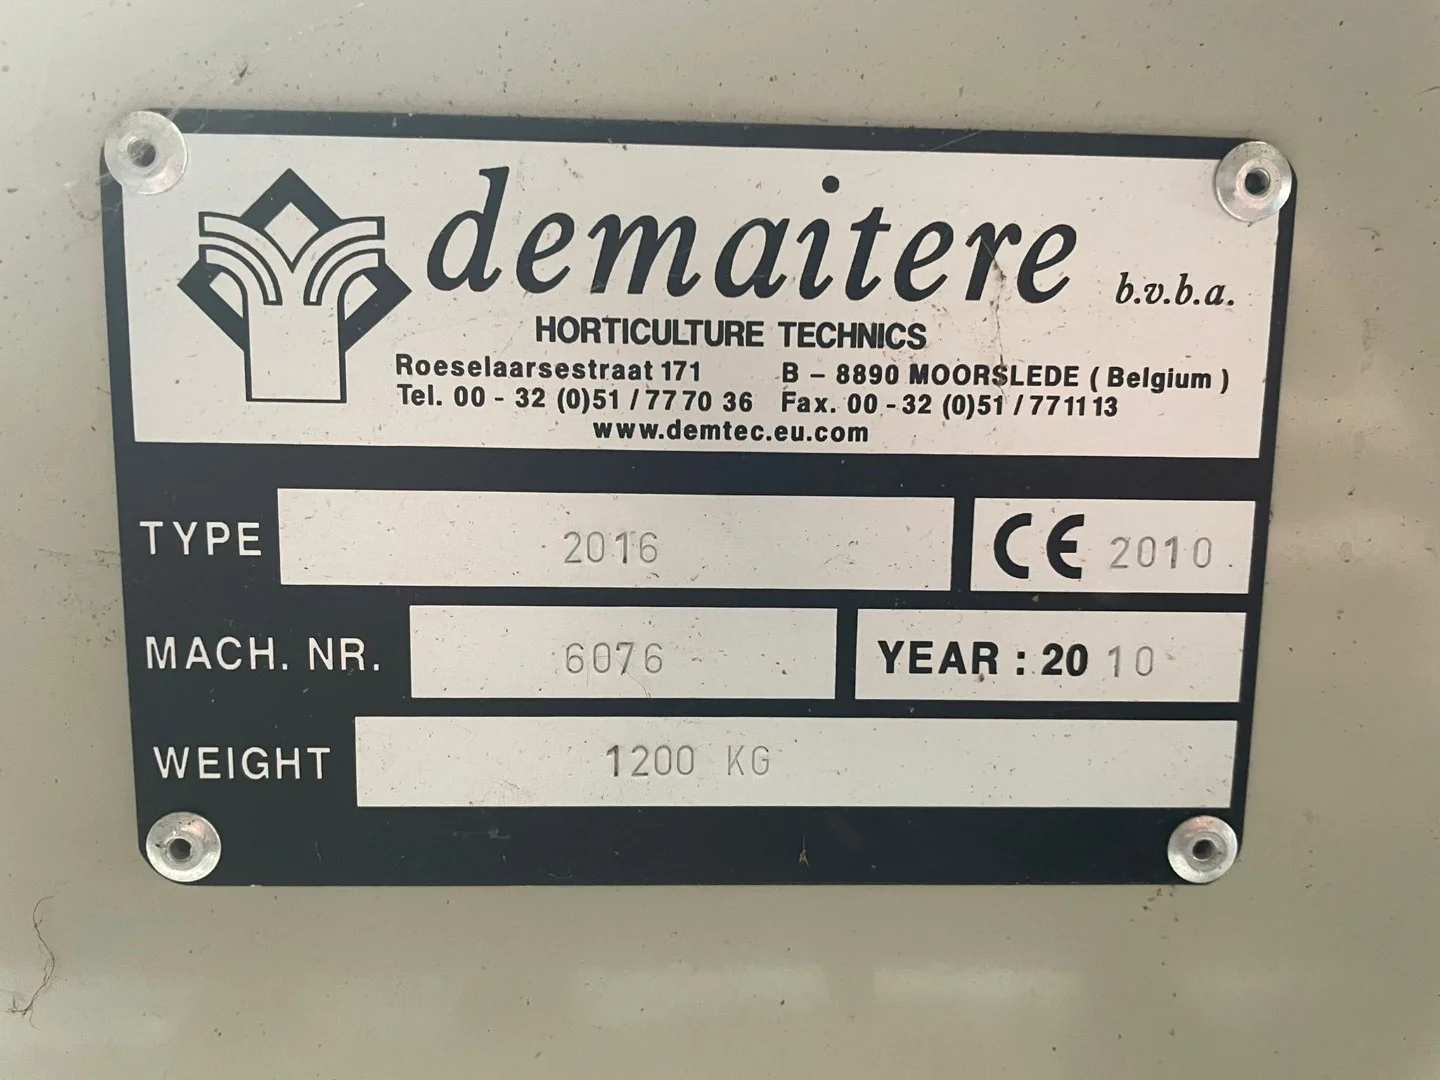 demaitere b.v.b.a.
HORTICULTURE TECHNICS
Roeselaarsestraat 171 B – 8890 MOORSLEDE ( Belgium )
Tel. 00 - 32 (0)51 / 77 70 36 Fax. 00 - 32 (0)51 / 77 11 13
www.demtec.eu.com
TYPE 2016 CE 2010
MACH. NR. 6076 YEAR : 20 10
WEIGHT 1200 KG